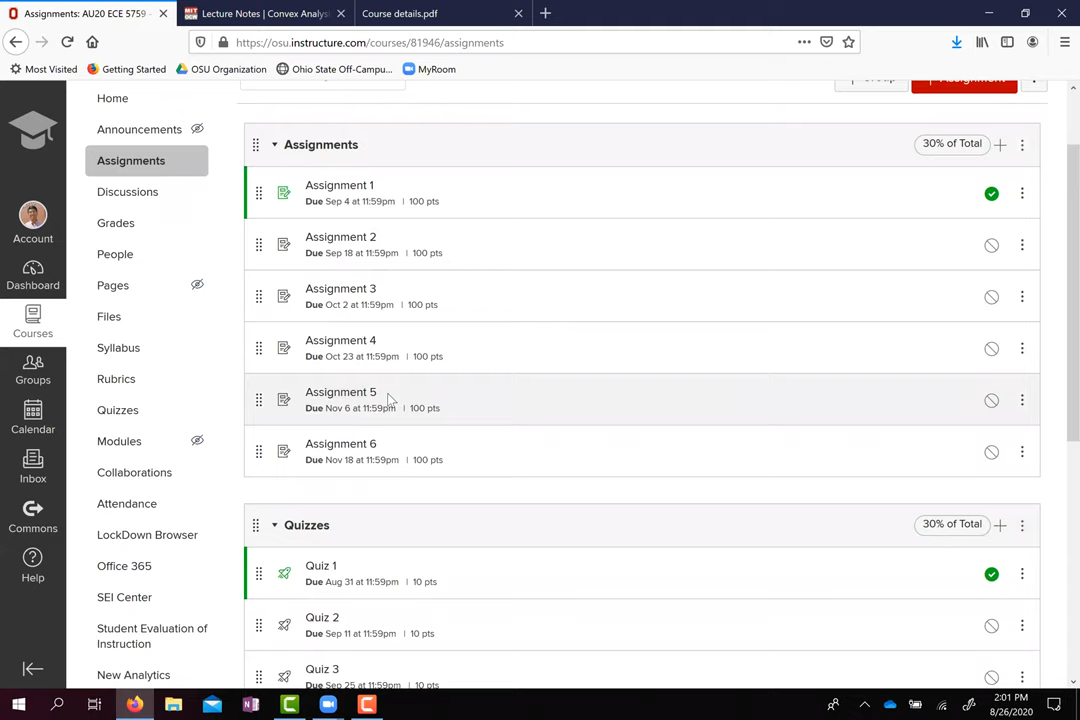 Assignments: AU20 ECE 5759 -
Lecture Notes | Convex Analysi
Course details.pdf
https://osu.instructure.com/courses/81946/assignments
Most Visited
Getting Started
OSU Organization
Ohio State Off-Campu...
MyRoom
Home
Announcements
Assignments
Discussions
Grades
People
Pages
Files
Syllabus
Rubrics
Quizzes
Modules
Collaborations
Attendance
LockDown Browser
Office 365
SEI Center
Student Evaluation of
Instruction
New Analytics
Account
Dashboard
Courses
Groups
Calendar
Inbox
Commons
Help
Assignments
30% of Total
Assignment 1
Due Sep 4 at 11:59pm | 100 pts
Assignment 2
Due Sep 18 at 11:59pm | 100 pts
Assignment 3
Due Oct 2 at 11:59pm | 100 pts
Assignment 4
Due Oct 23 at 11:59pm | 100 pts
Assignment 5
Due Nov 6 at 11:59pm | 100 pts
Assignment 6
Due Nov 18 at 11:59pm | 100 pts
Quizzes
30% of Total
Quiz 1
Due Aug 31 at 11:59pm | 10 pts
Quiz 2
Due Sep 11 at 11:59pm | 10 pts
Quiz 3
Due Sep 25 at 11:59pm | 10 pts
2:01 PM
8/26/2020